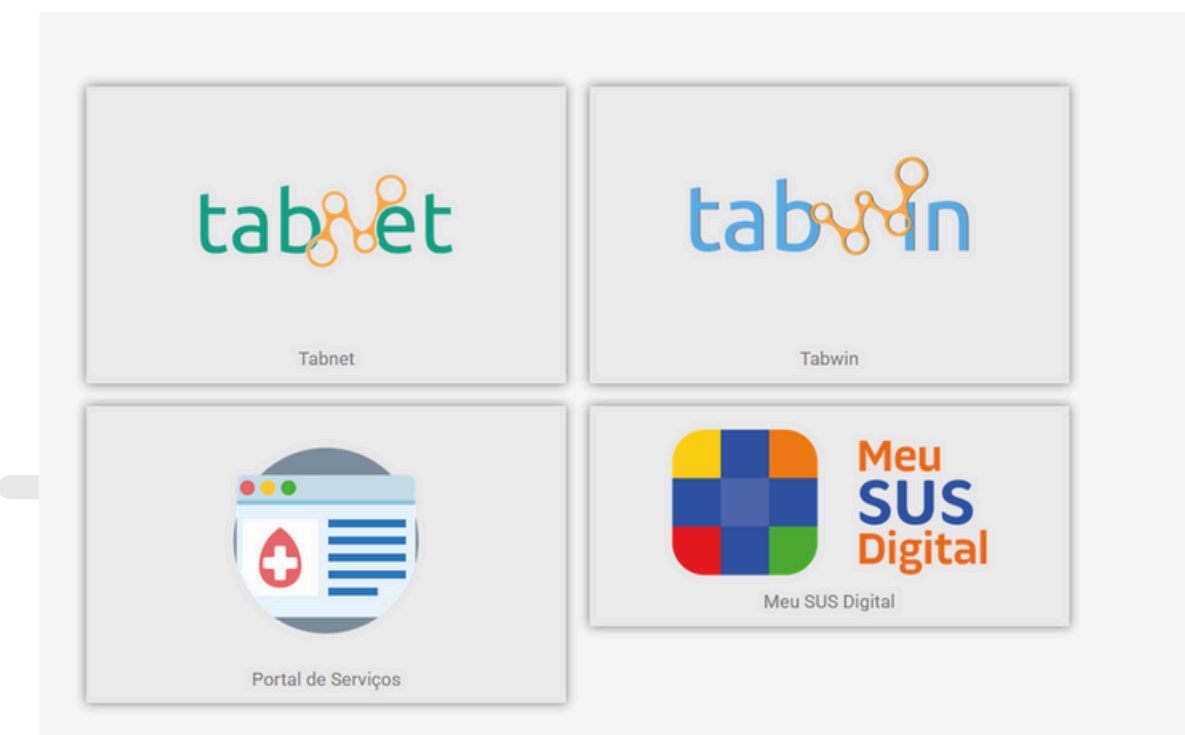 tabnet
Tabnet
tabwin
Tabwin
Portal de Serviços
Meu
SUS
Digital
Meu SUS Digital